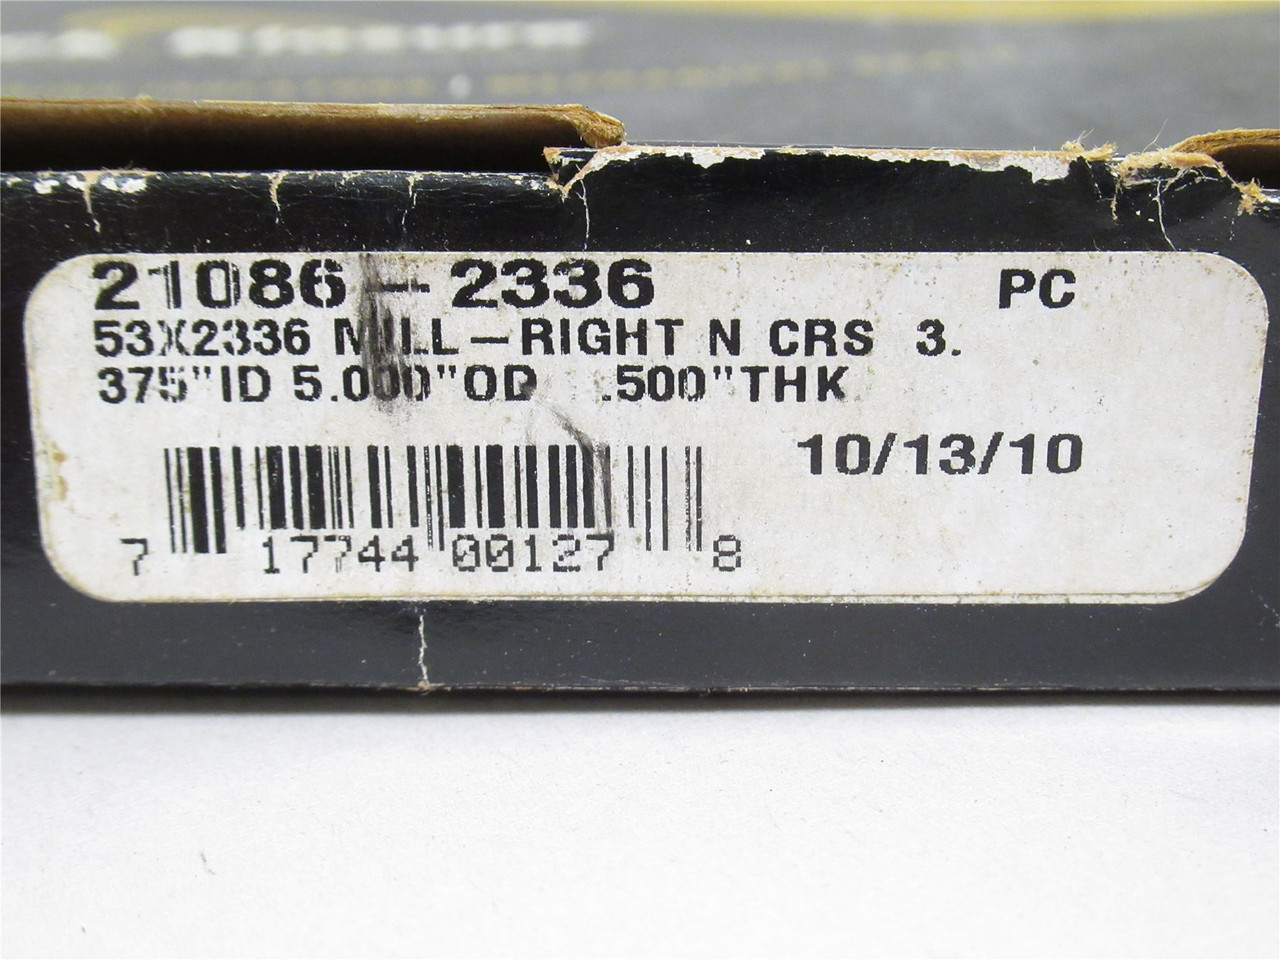 21086-2336 PC
53X2336 MILL-RIGHT N CRS 3.
375"ID 5.000"OD .500"THK
10/13/10
7 17744 00127 8